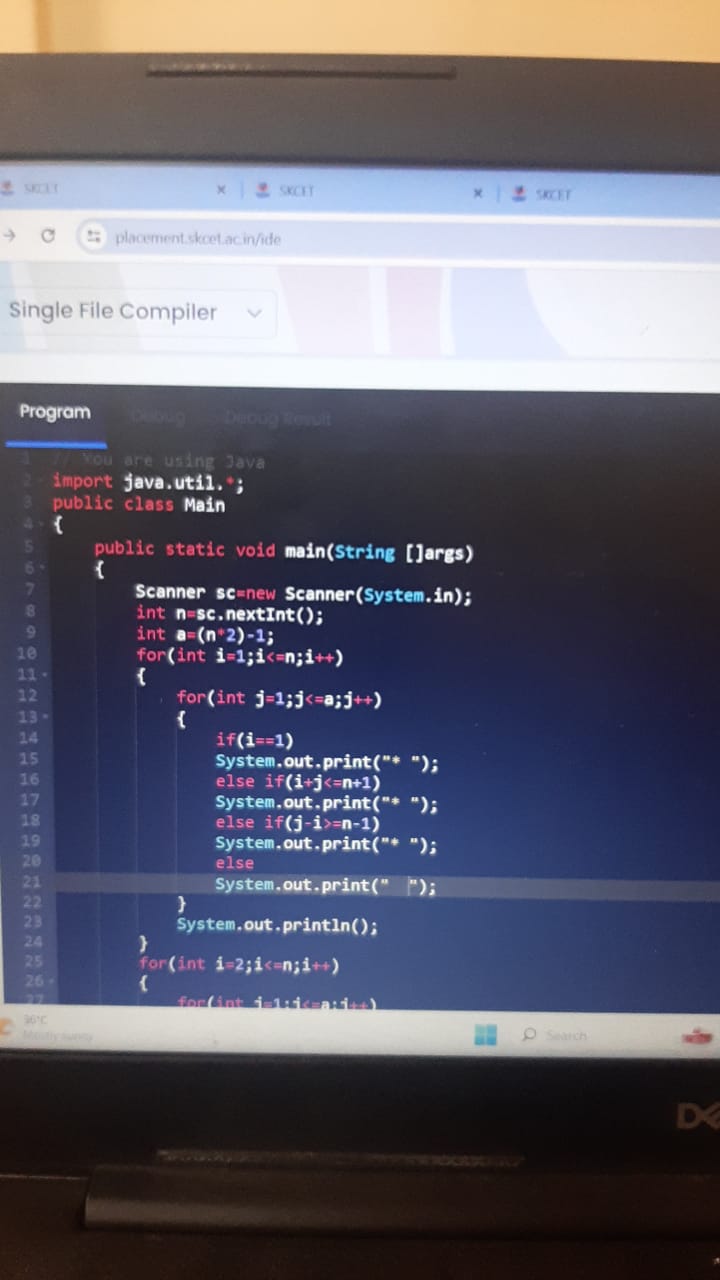 SKCET
SKCET
SKCET
placement.skcet.ac.in/ide
Single File Compiler
Program Debug Debug Result
1 // You are using Java
2 import java.util.*;
3 public class Main
4 {
5 public static void main(String []args)
6 {
7 Scanner sc=new Scanner(System.in);
8 int n=sc.nextInt();
9 int a=(n*2)-1;
10 for(int i=1;i<=n;i++)
11 {
12 for(int j=1;j<=a;j++)
13 {
14 if(i==1)
15 System.out.print("* ");
16 else if(i+j<=n+1)
17 System.out.print("* ");
18 else if(j-i>=n-1)
19 System.out.print("* ");
20 else
21 System.out.print("  ");
22 }
23 System.out.println();
24 }
25 for(int i=2;i<=n;i++)
26 {
27 for(int j=1;j<=a;j++)
36°C
Mostly sunny
Search